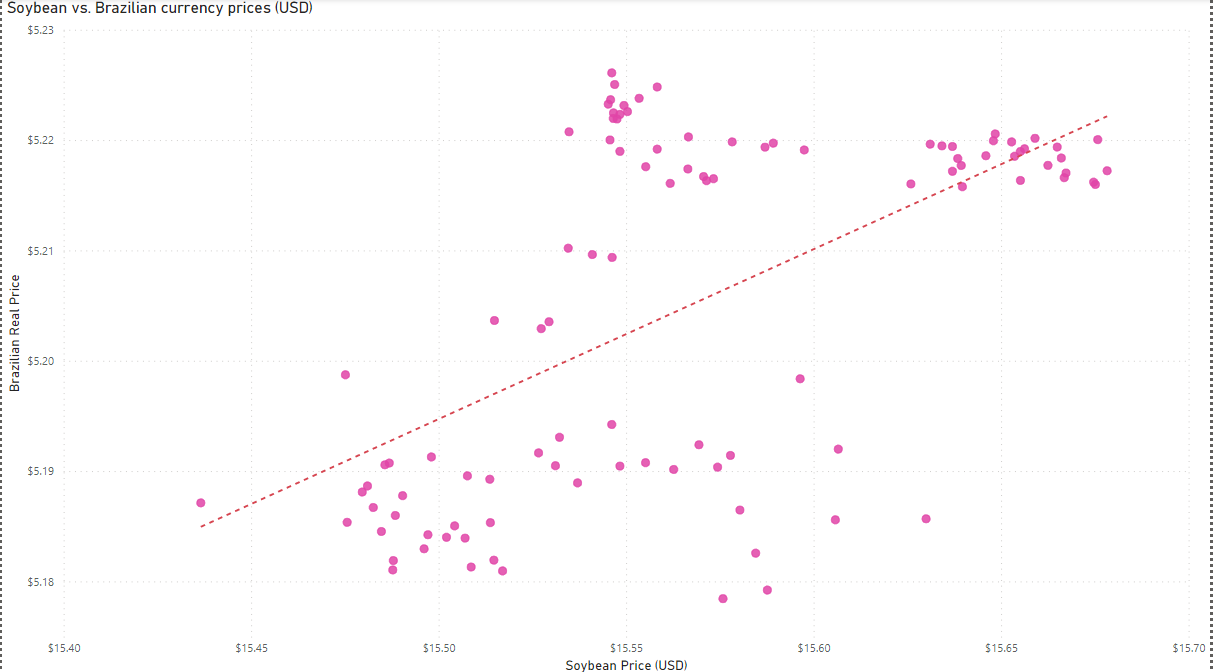 Soybean vs. Brazilian currency prices (USD)
$5.23
$5.22
$5.21
$5.20
$5.19
$5.18
Brazilian Real Price
$15.40 $15.45 $15.50 $15.55 $15.60 $15.65 $15.70
Soybean Price (USD)